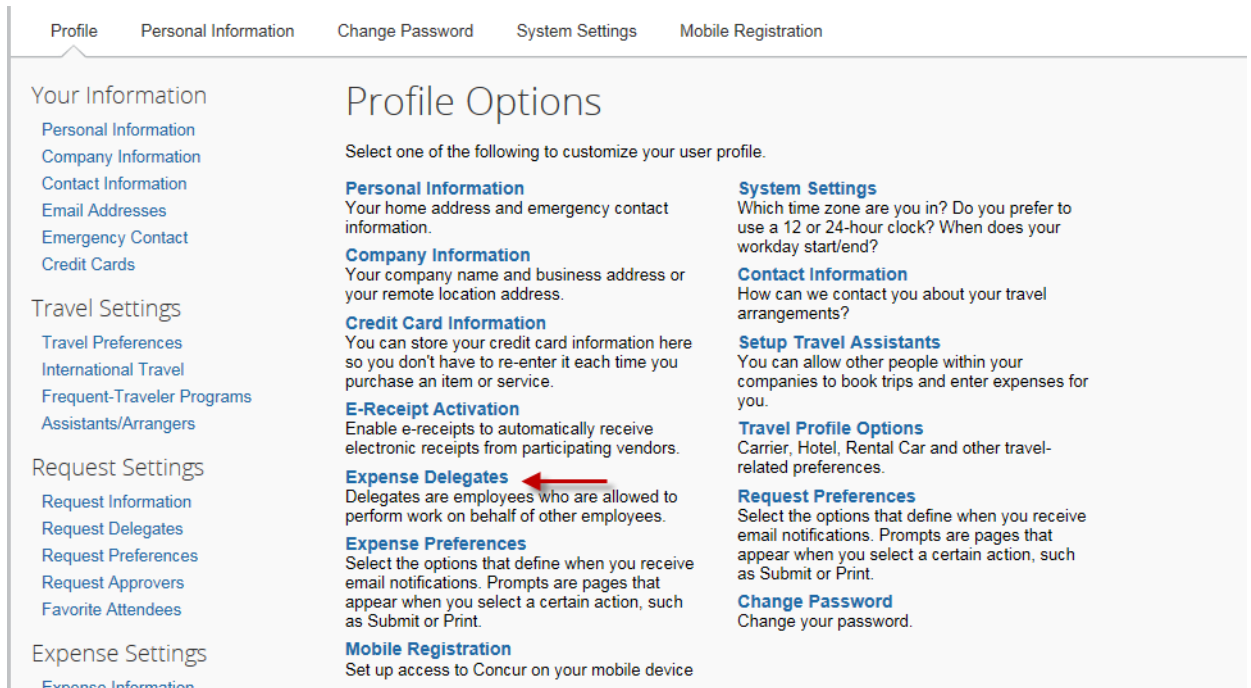 Profile Personal Information Change Password System Settings Mobile Registration
Your Information
Personal Information
Company Information
Contact Information
Email Addresses
Emergency Contact
Credit Cards
Travel Settings
Travel Preferences
International Travel
Frequent-Traveler Programs
Assistants/Arrangers
Request Settings
Request Information
Request Delegates
Request Preferences
Request Approvers
Favorite Attendees
Expense Settings
Expense Information
Profile Options
Select one of the following to customize your user profile.
Personal Information
Your home address and emergency contact
information.
Company Information
Your company name and business address or
your remote location address.
Credit Card Information
You can store your credit card information here
so you don't have to re-enter it each time you
purchase an item or service.
E-Receipt Activation
Enable e-receipts to automatically receive
electronic receipts from participating vendors.
Expense Delegates
Delegates are employees who are allowed to
perform work on behalf of other employees.
Expense Preferences
Select the options that define when you receive
email notifications. Prompts are pages that
appear when you select a certain action, such
as Submit or Print.
Mobile Registration
Set up access to Concur on your mobile device
System Settings
Which time zone are you in? Do you prefer to
use a 12 or 24-hour clock? When does your
workday start/end?
Contact Information
How can we contact you about your travel
arrangements?
Setup Travel Assistants
You can allow other people within your
companies to book trips and enter expenses for
you.
Travel Profile Options
Carrier, Hotel, Rental Car and other travel-
related preferences.
Request Preferences
Select the options that define when you receive
email notifications. Prompts are pages that
appear when you select a certain action, such
as Submit or Print.
Change Password
Change your password.